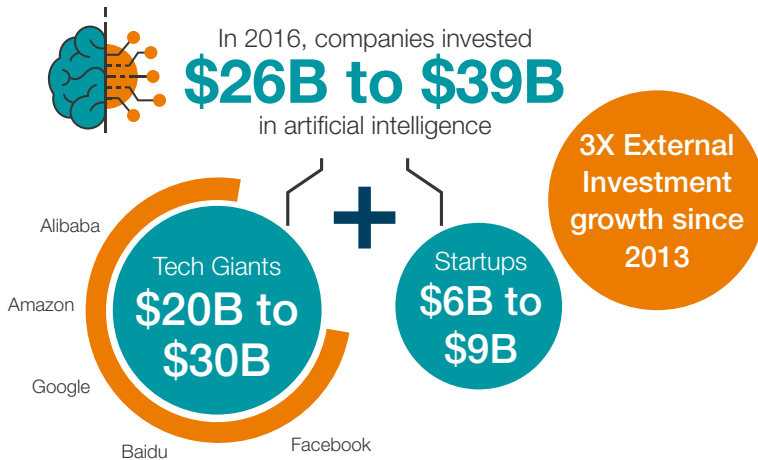 In 2016, companies invested
$26B to $39B
in artificial intelligence
3X External
Investment
growth since
2013
Alibaba
Amazon
Google
Baidu
Facebook
Tech Giants
$20B to
$30B
Startups
$6B to
$9B